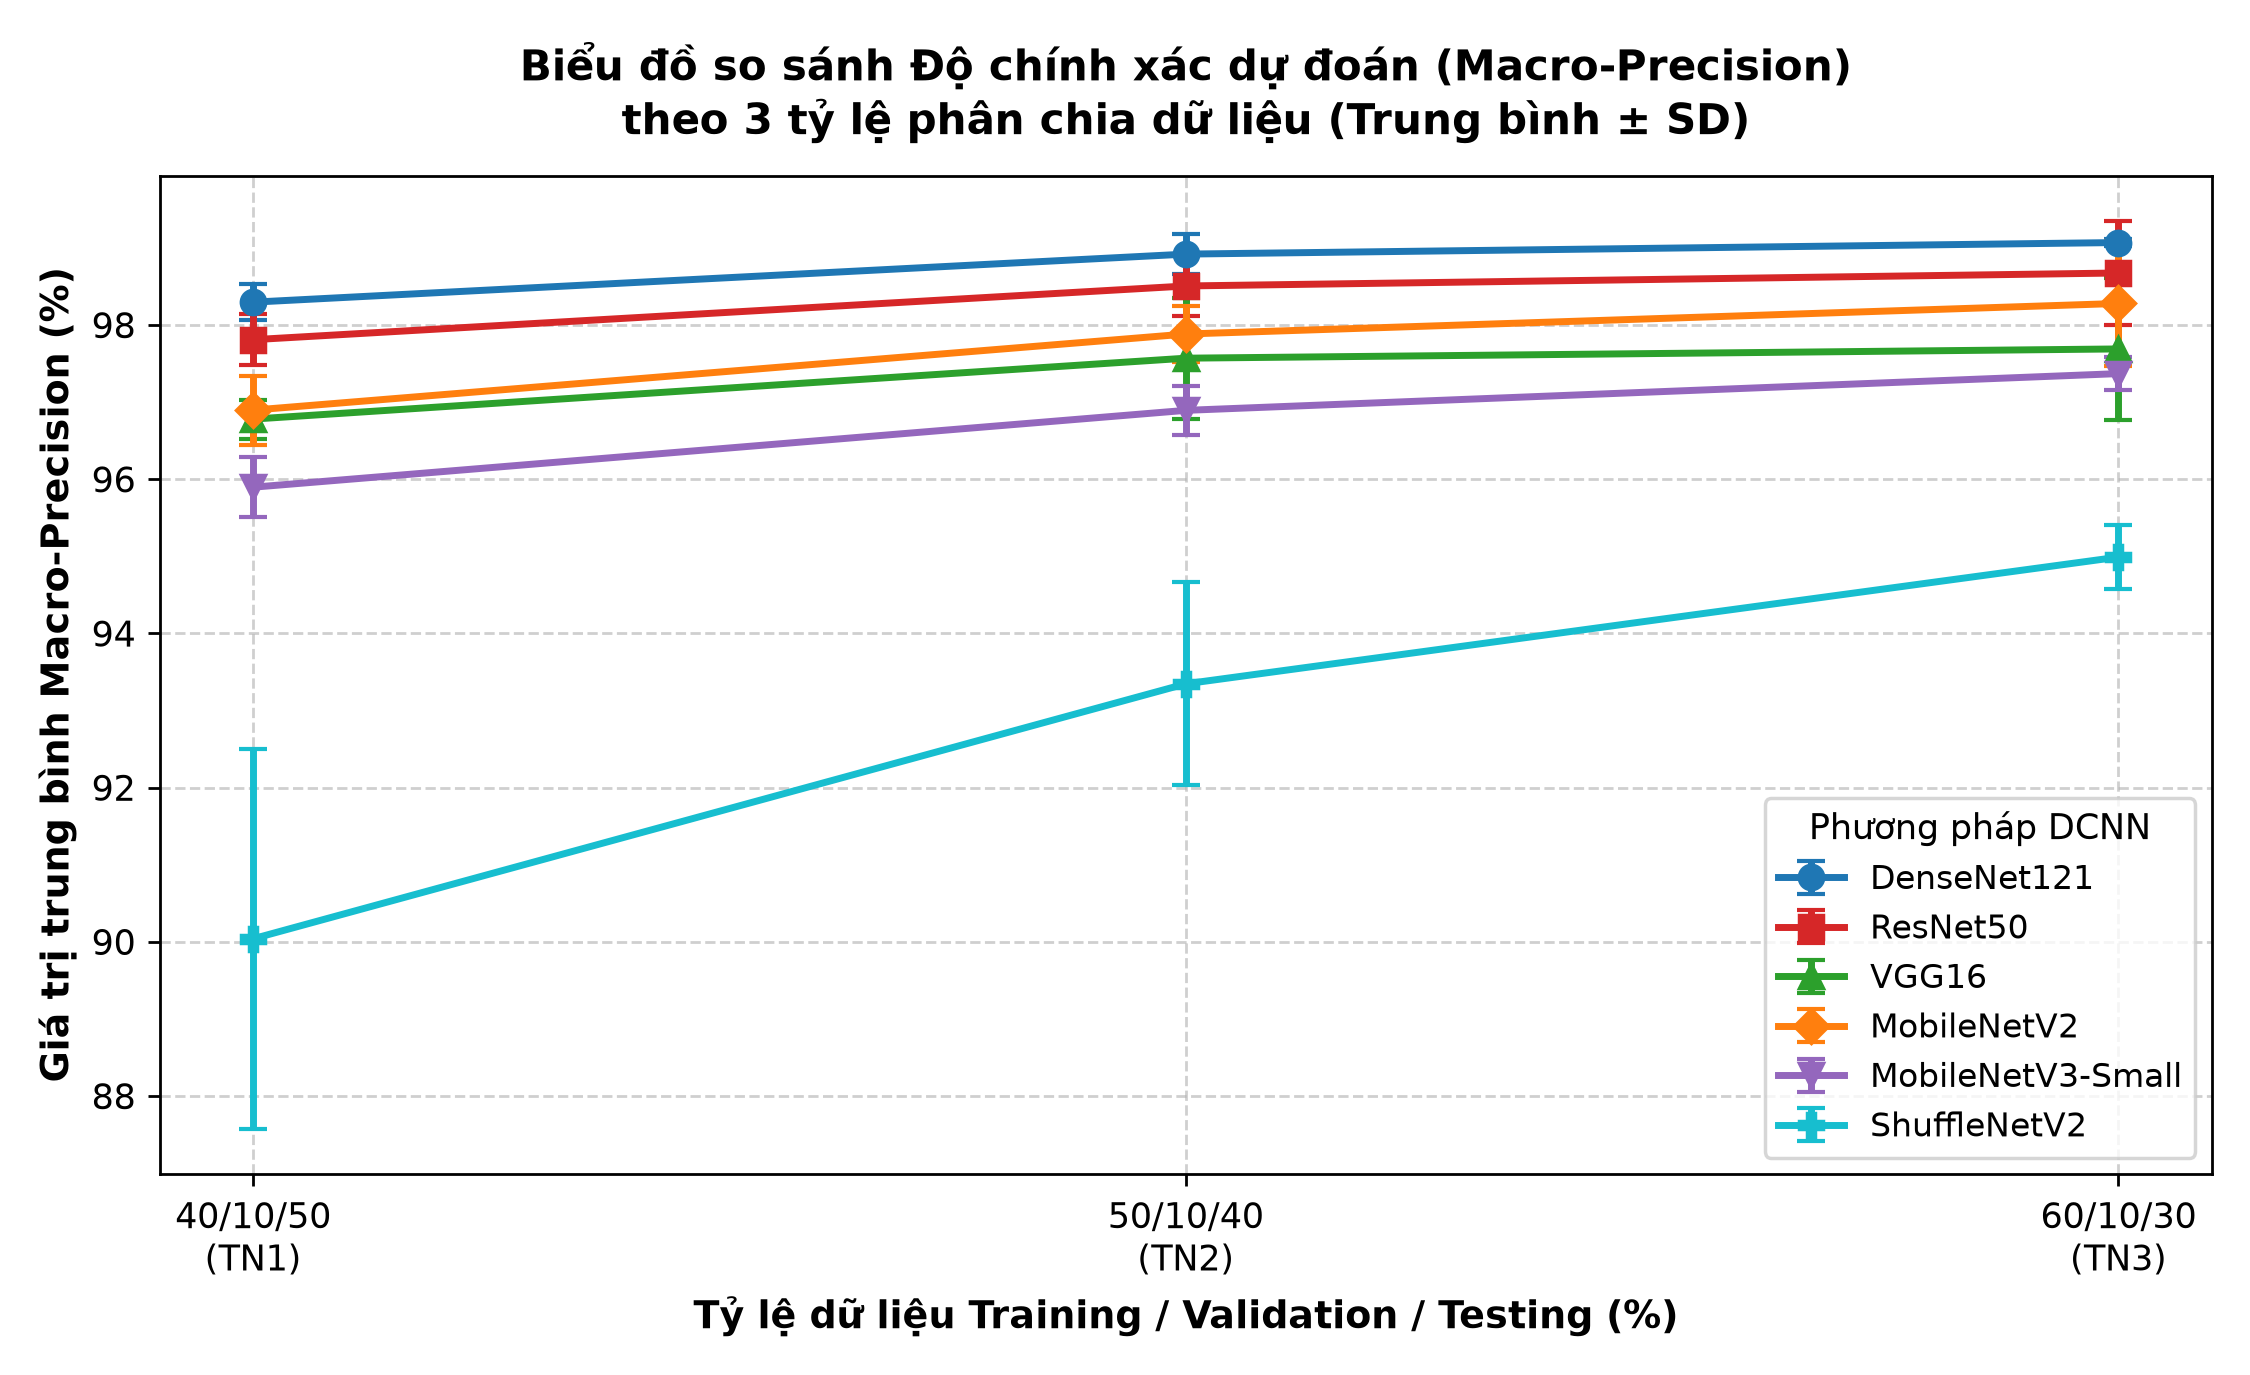 Biểu đồ so sánh Độ chính xác dự đoán (Macro-Precision)
theo 3 tỷ lệ phân chia dữ liệu (Trung bình ± SD)
Giá trị trung bình Macro-Precision (%)
98
96
94
92
90
88
Phương pháp DCNN
DenseNet121
ResNet50
VGG16
MobileNetV2
MobileNetV3-Small
ShuffleNetV2
40/10/50
(TN1)
50/10/40
(TN2)
60/10/30
(TN3)
Tỷ lệ dữ liệu Training / Validation / Testing (%)